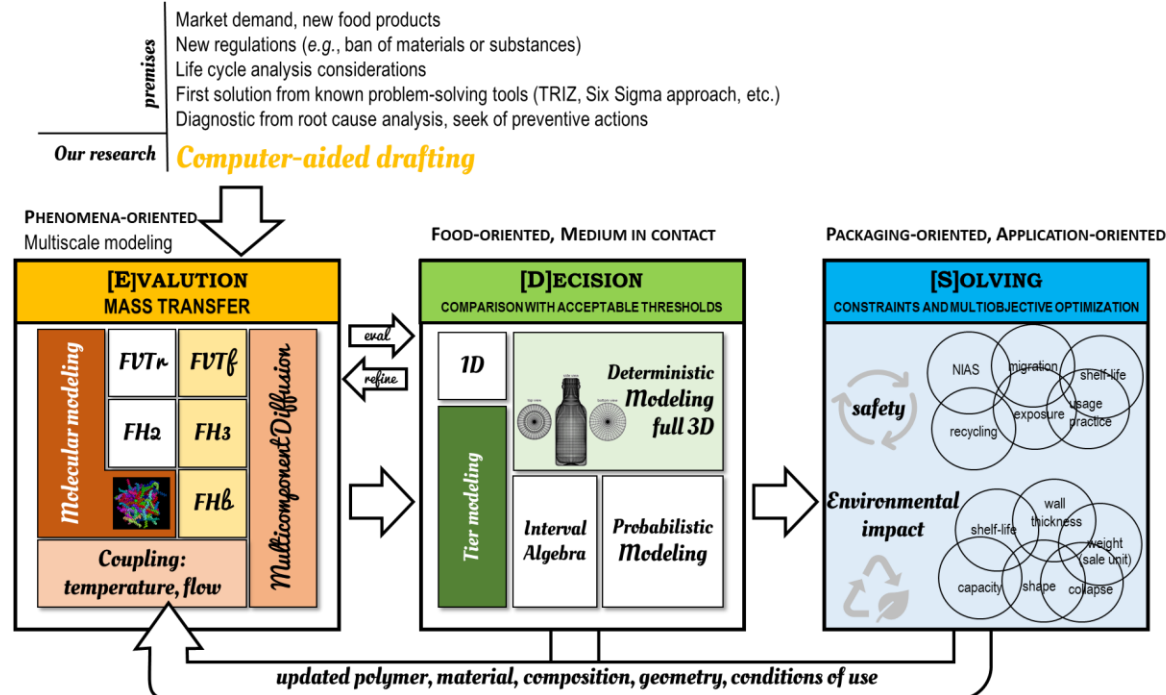 premises
Market demand, new food products
New regulations (e.g., ban of materials or substances)
Life cycle analysis considerations
First solution from known problem-solving tools (TRIZ, Six Sigma approach, etc.)
Diagnostic from root cause analysis, seek of preventive actions
Our research
Computer-aided drafting
PHENOMENA-ORIENTED
Multiscale modeling
[E]VALUTION
MASS TRANSFER
Molecular modeling
FVTr
FVTf
FH2
FH3
FHb
Multicomponent Diffusion
Coupling:
temperature, flow
eval
refine
FOOD-ORIENTED, MEDIUM IN CONTACT
[D]ECISION
COMPARISON WITH ACCEPTABLE THRESHOLDS
1D
Deterministic
Modeling
full 3D
Tier modeling
Interval
Algebra
Probabilistic
Modeling
PACKAGING-ORIENTED, APPLICATION-ORIENTED
[S]OLVING
CONSTRAINTS AND MULTIOBJECTIVE OPTIMIZATION
safety
NIAS
migration
shelf-life
recycling
exposure
usage
practice
Environmental
impact
shelf-life
wall
thickness
weight
(sale unit)
capacity
shape
collapse
updated polymer, material, composition, geometry, conditions of use